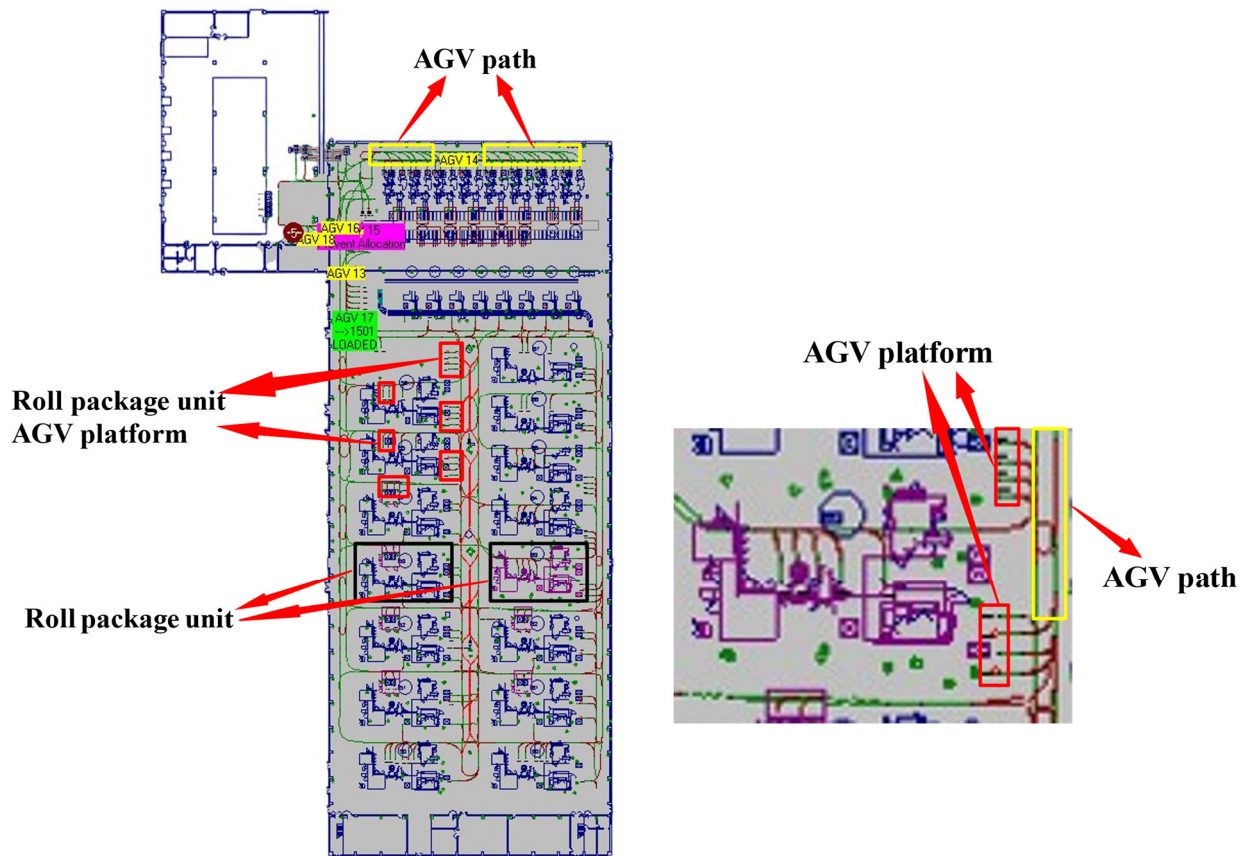 AGV path
AGV 14
AGV 16
15
AGV 18
vent Allocation
AGV 13
AGV 17
--->1501
LOADED
AGV platform
Roll package unit
AGV platform
AGV path
Roll package unit